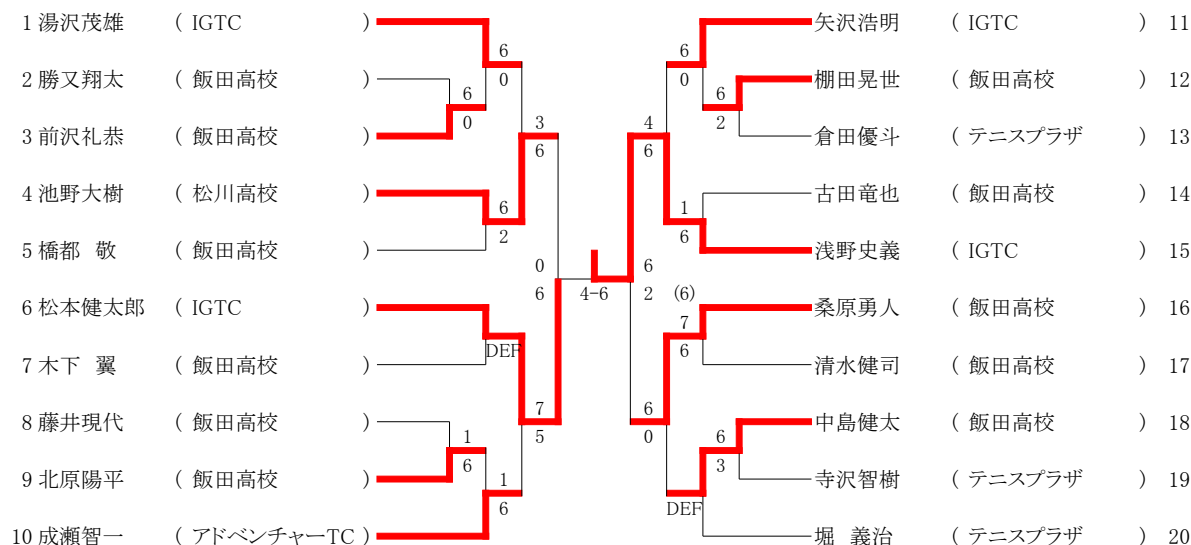 1 湯沢茂雄 ( IGTC ) 矢沢浩明 ( IGTC ) 11
6 6
0 0
2 勝又翔太 ( 飯田高校 ) 棚田晃世 ( 飯田高校 ) 12
6 6
0 2
3 前沢礼恭 ( 飯田高校 ) 3 4 倉田優斗 ( テニスプラザ ) 13
6 6
4 池野大樹 ( 松川高校 ) 古田竜也 ( 飯田高校 ) 14
6 1
2 6
5 橋都 敬 ( 飯田高校 ) 浅野史義 ( IGTC ) 15
0 6
6 4-6 2 (6)
6 松本健太郎 ( IGTC ) 桑原勇人 ( 飯田高校 ) 16
7
DEF 6
7 木下 翼 ( 飯田高校 ) 清水健司 ( 飯田高校 ) 17
7 6
8 藤井現代 ( 飯田高校 ) 中島健太 ( 飯田高校 ) 18
5 0
1 6
6 3
9 北原陽平 ( 飯田高校 ) 1 寺沢智樹 ( テニスプラザ ) 19
6 DEF
10 成瀬智一 ( アドベンチャーTC ) 堀 義治 ( テニスプラザ ) 20